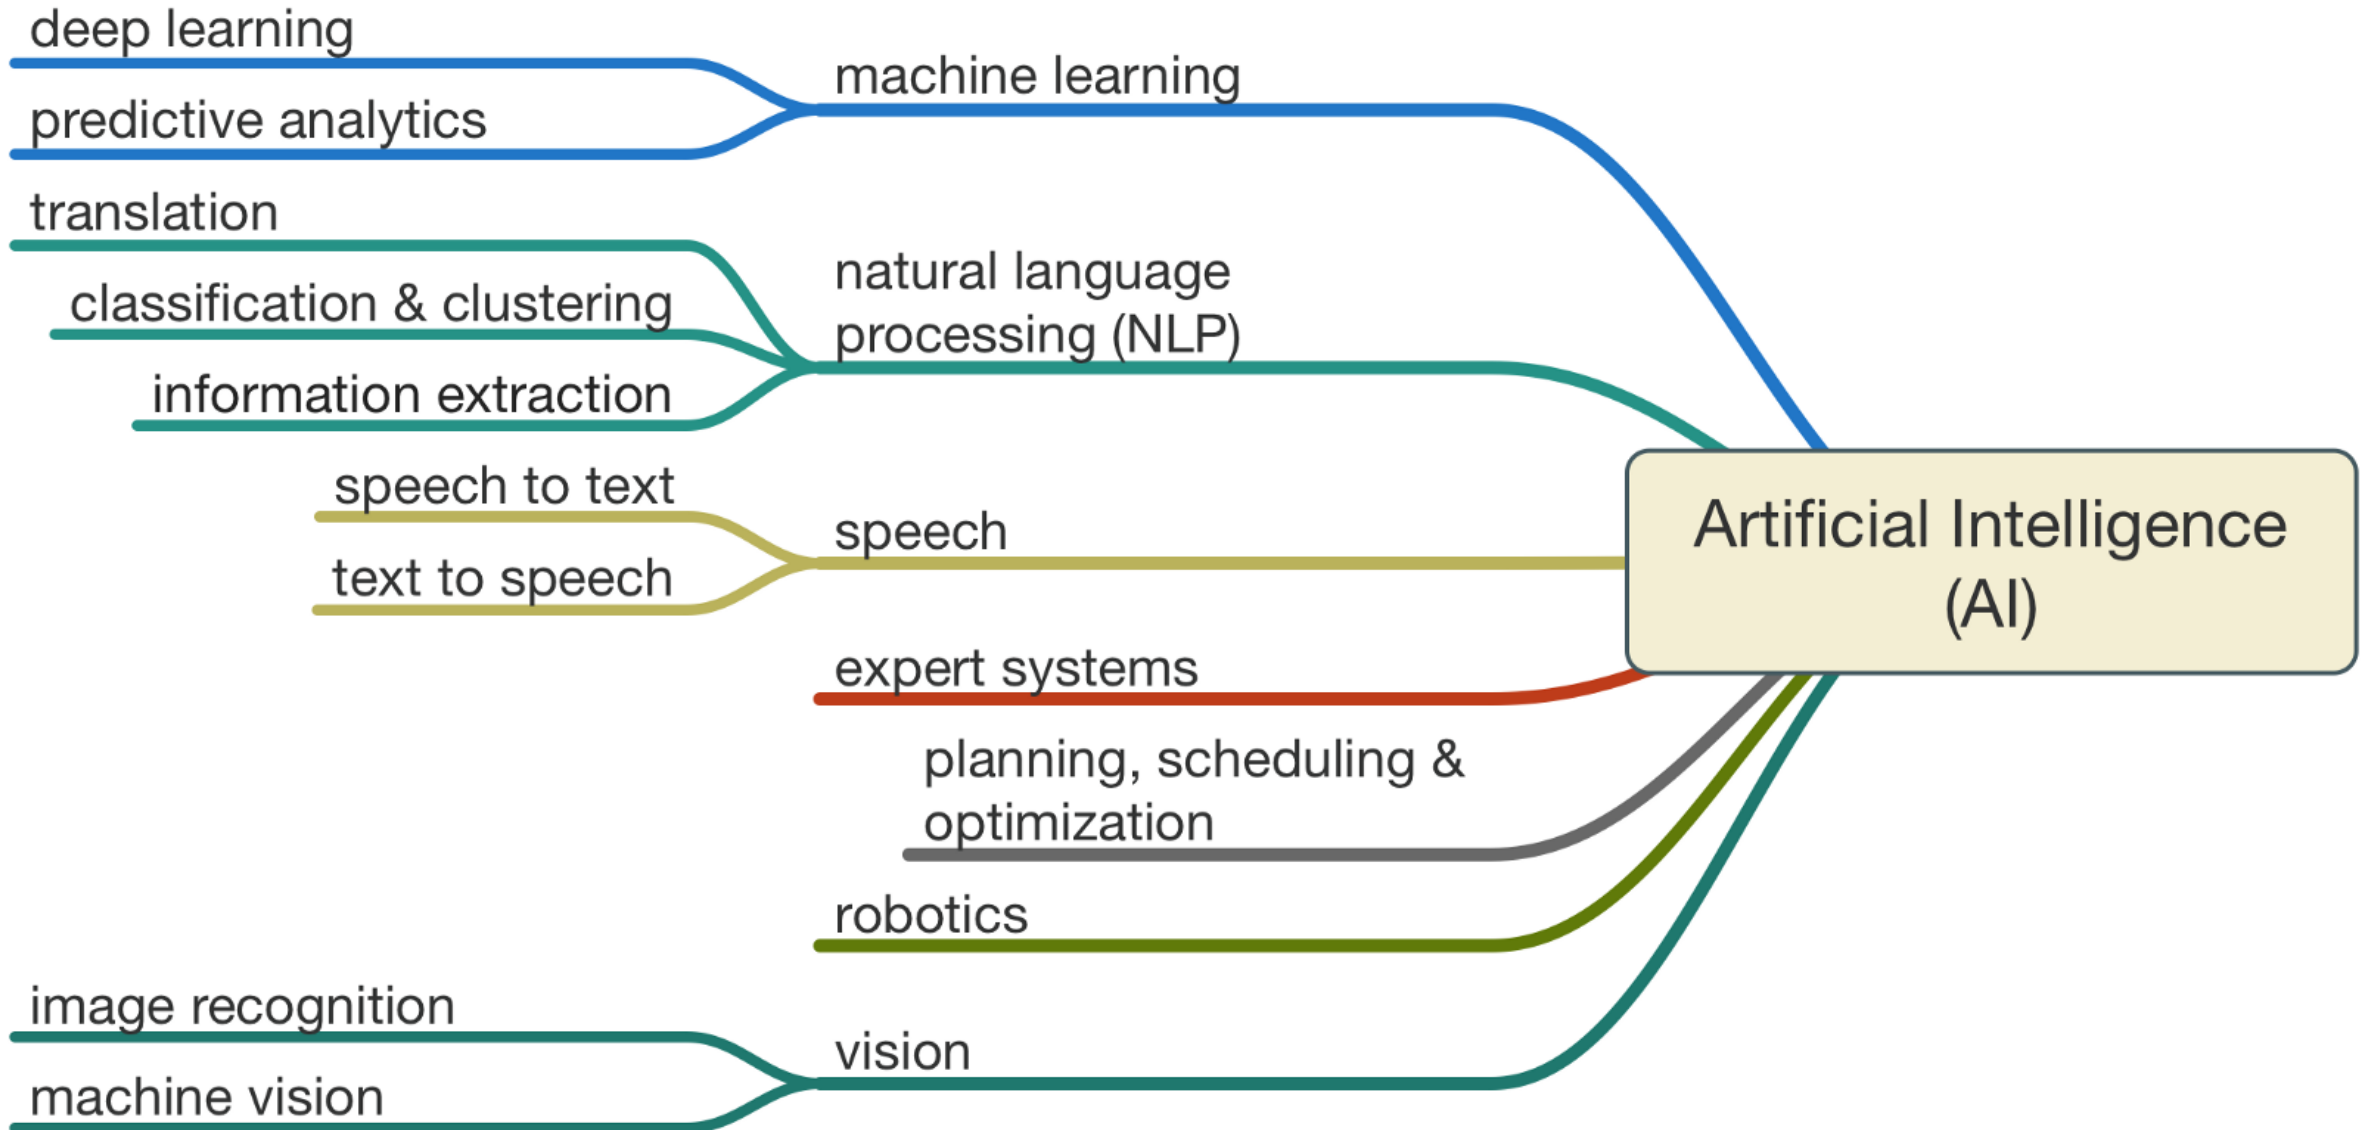 deep learning
machine learning
predictive analytics
translation
natural language
processing (NLP)
classification & clustering
information extraction
speech to text
speech
text to speech
Artificial Intelligence
(AI)
expert systems
planning, scheduling &
optimization
robotics
image recognition
vision
machine vision